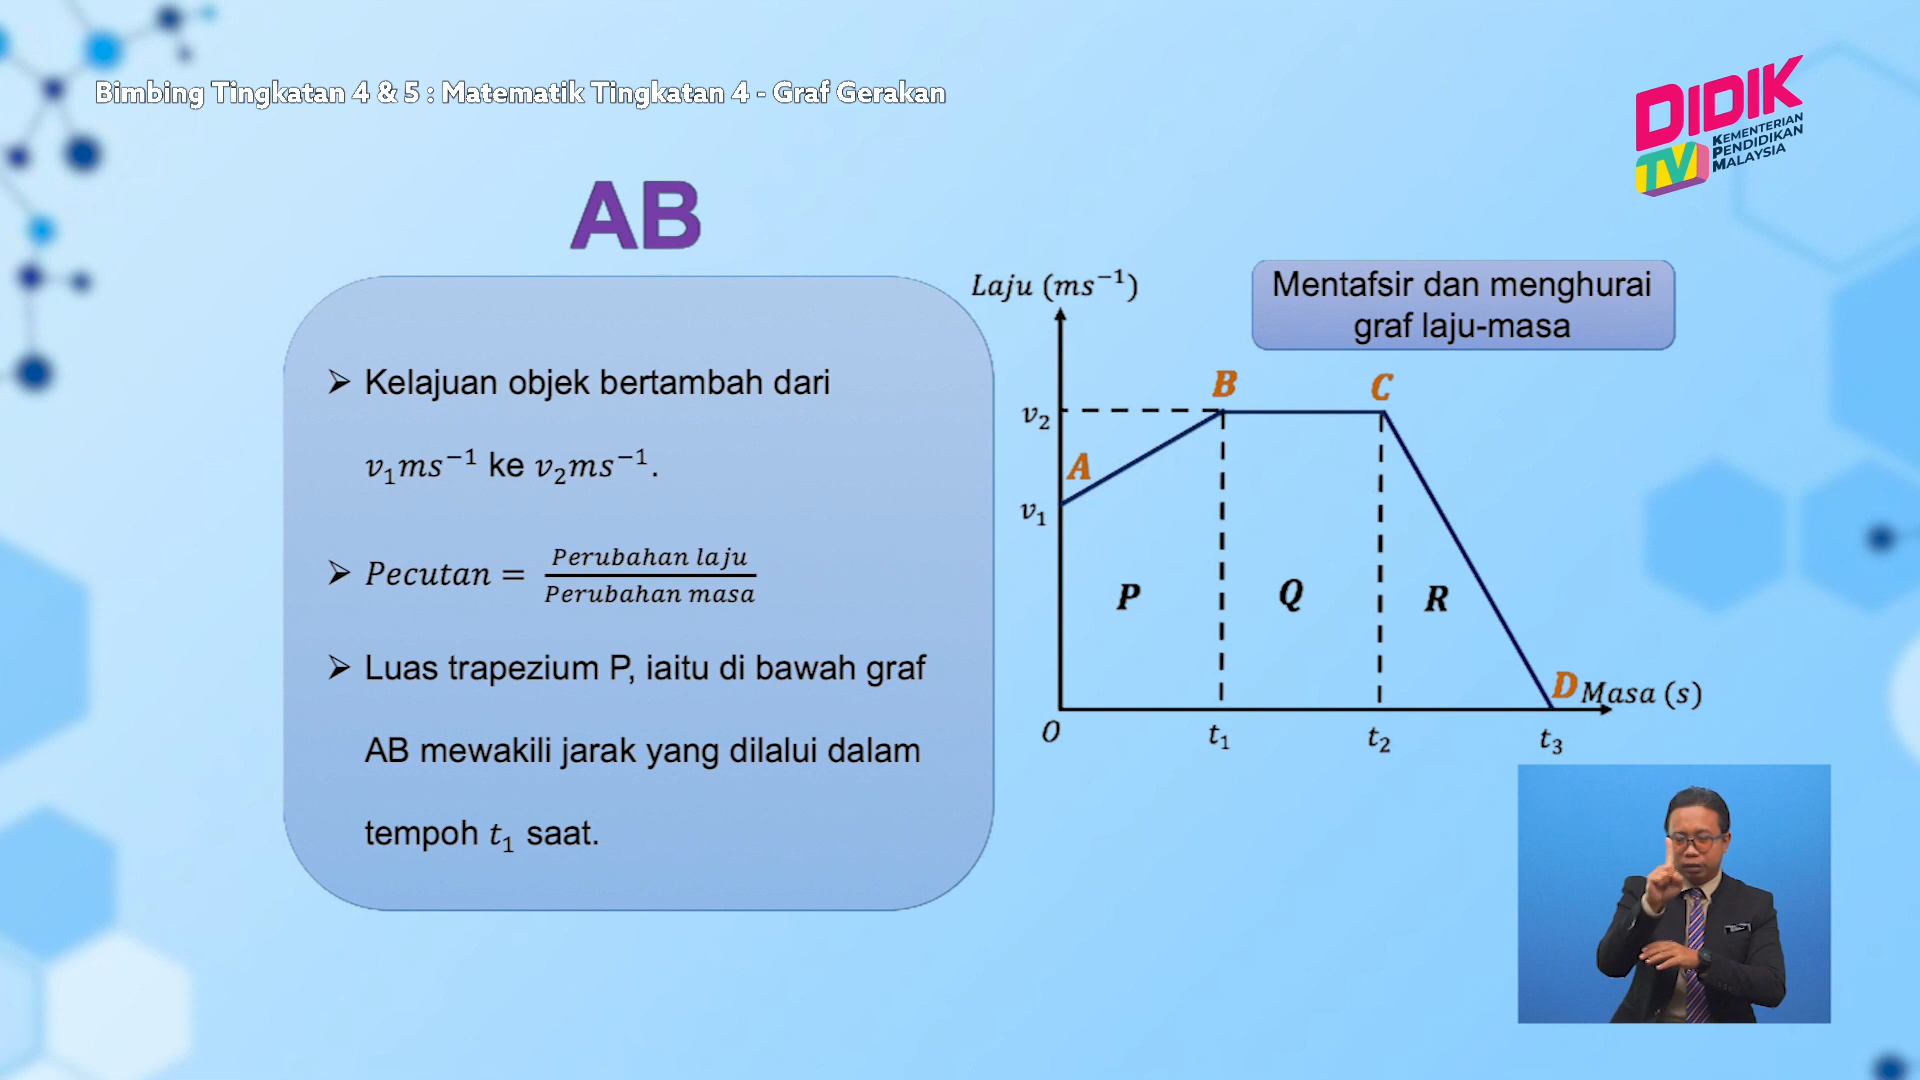 Bimbing Tingkatan 4 & 5 : Matematik Tingkatan 4 - Graf Gerakan
DIDIK
TV
KEMENTERIAN
PENDIDIKAN
MALAYSIA
AB
➢ Kelajuan objek bertambah dari
v₁ms⁻¹ ke v₂ms⁻¹.
➢ Pecutan = Perubahan laju / Perubahan masa
➢ Luas trapezium P, iaitu di bawah graf
AB mewakili jarak yang dilalui dalam
tempoh t₁ saat.
Mentafsir dan menghurai
graf laju-masa
Laju (ms⁻¹)
B C
v₂
A
v₁
P Q R
D Masa (s)
O t₁ t₂ t₃